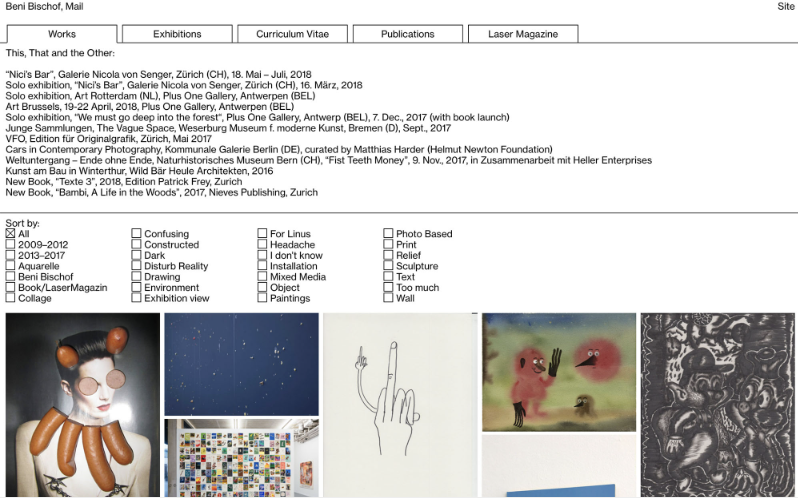 Beni Bischof, Mail
Site
Works
Exhibitions
Curriculum Vitae
Publications
Laser Magazine
This, That and the Other:
“Nici's Bar”, Galerie Nicola von Senger, Zürich (CH), 18. Mai – Juli, 2018
Solo exhibition, “Nici's Bar”, Galerie Nicola von Senger, Zürich (CH), 16. März, 2018
Solo exhibition, Art Rotterdam (NL), Plus One Gallery, Antwerpen (BEL)
Art Brussels, 19-22 April, 2018, Plus One Gallery, Antwerpen (BEL)
Solo exhibition, “We must go deep into the forest”, Plus One Gallery, Antwerp (BEL), 7. Dec., 2017 (with book launch)
Junge Sammlungen, The Vague Space, Weserburg Museum f. moderne Kunst, Bremen (D), Sept., 2017
VFO, Edition für Originalgrafik, Zürich, Mai 2017
Cars in Contemporary Photography, Kommunale Galerie Berlin (DE), curated by Matthias Harder (Helmut Newton Foundation)
Weltuntergang – Ende ohne Ende, Naturhistorisches Museum Bern (CH), “Fist Teeth Money”, 9. Nov., 2017, in Zusammenarbeit mit Heller Enterprises
Kunst am Bau in Winterthur, Wild Bär Heule Architekten, 2016
New Book, “Texte 3”, 2018, Edition Patrick Frey, Zurich
New Book, “Bambi, A Life in the Woods”, 2017, Nieves Publishing, Zurich
Sort by:
All
2009–2012
2013–2017
Aquarelle
Beni Bischof
Book/LaserMagazin
Collage
Confusing
Constructed
Dark
Disturb Reality
Drawing
Environment
Exhibition view
For Linus
Headache
I don't know
Installation
Mixed Media
Object
Paintings
Photo Based
Print
Relief
Sculpture
Text
Too much
Wall